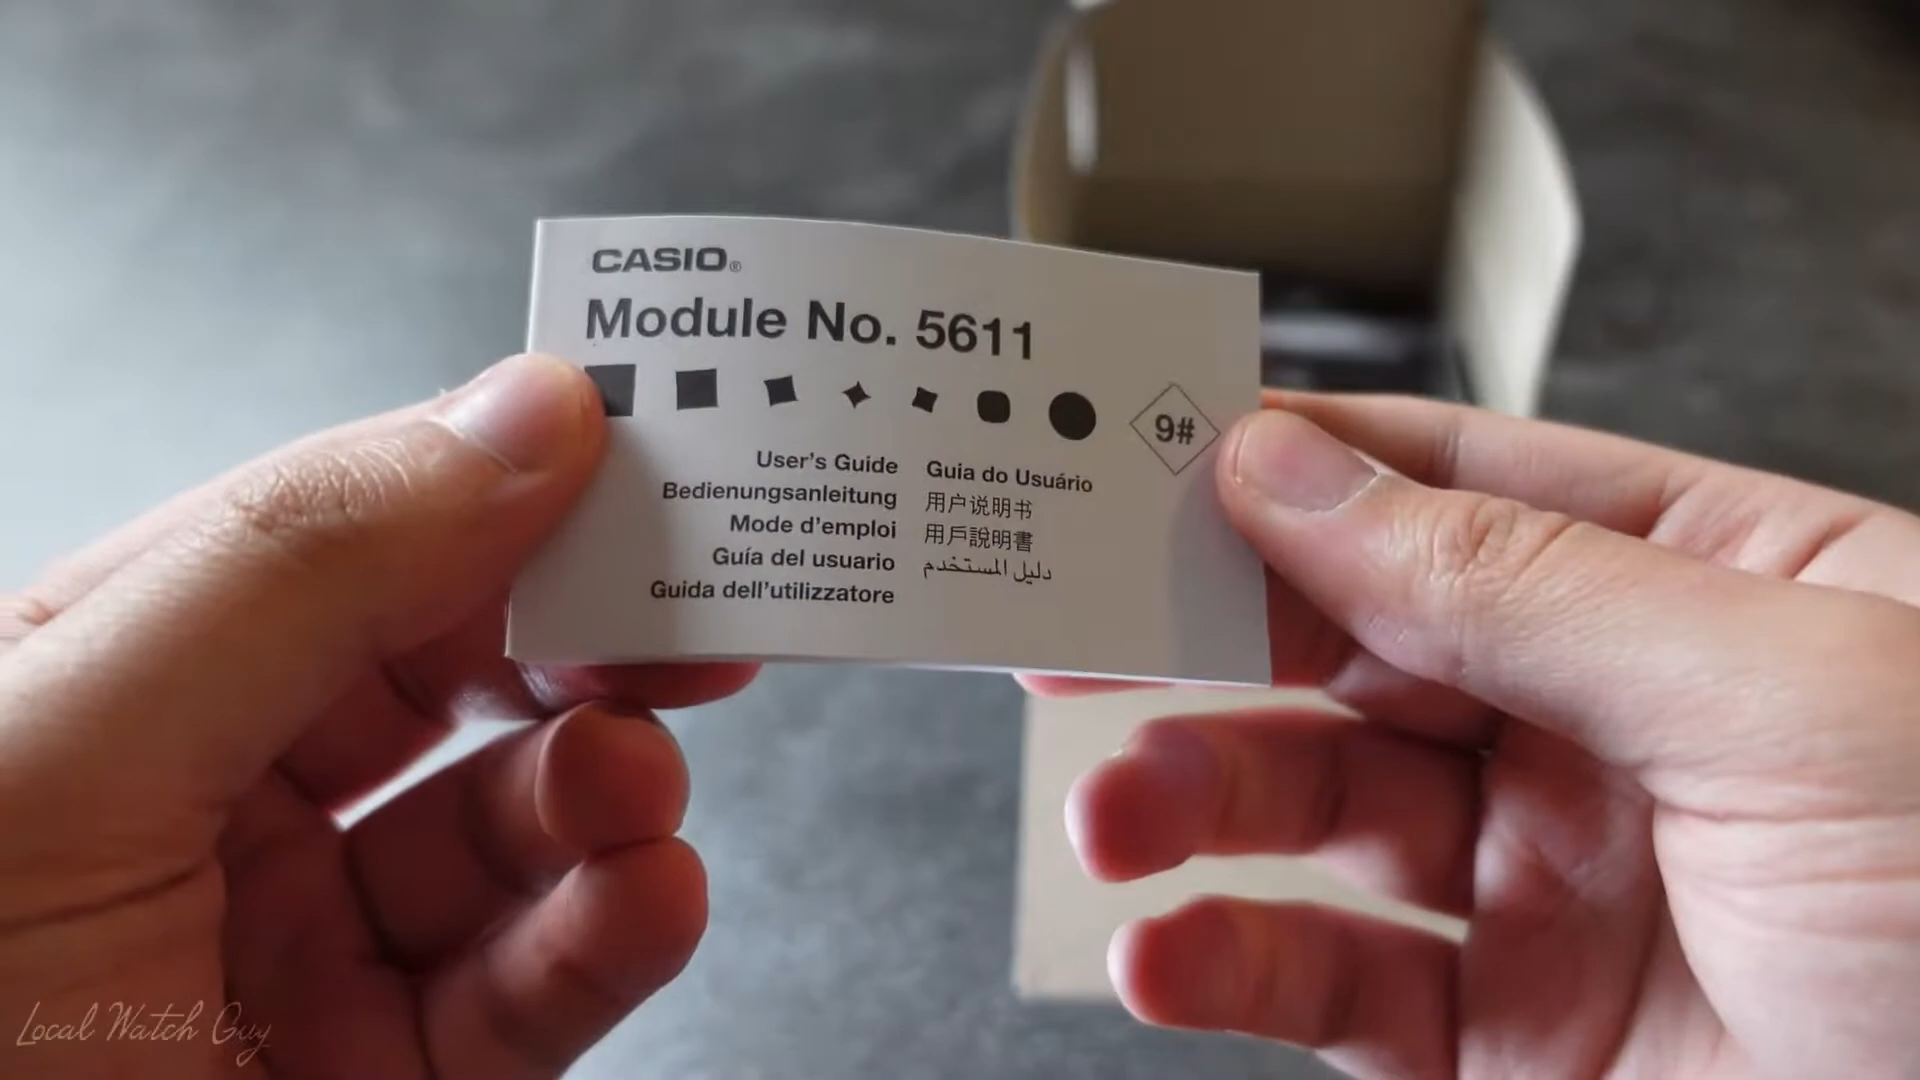 CASIO®
Module No. 5611
9#
User's Guide
Bedienungsanleitung
Mode d'emploi
Guía del usuario
Guida dell'utilizzatore
Guia do Usuário
用户说明书
用戶說明書
دليل المستخدم
Local Watch Guy